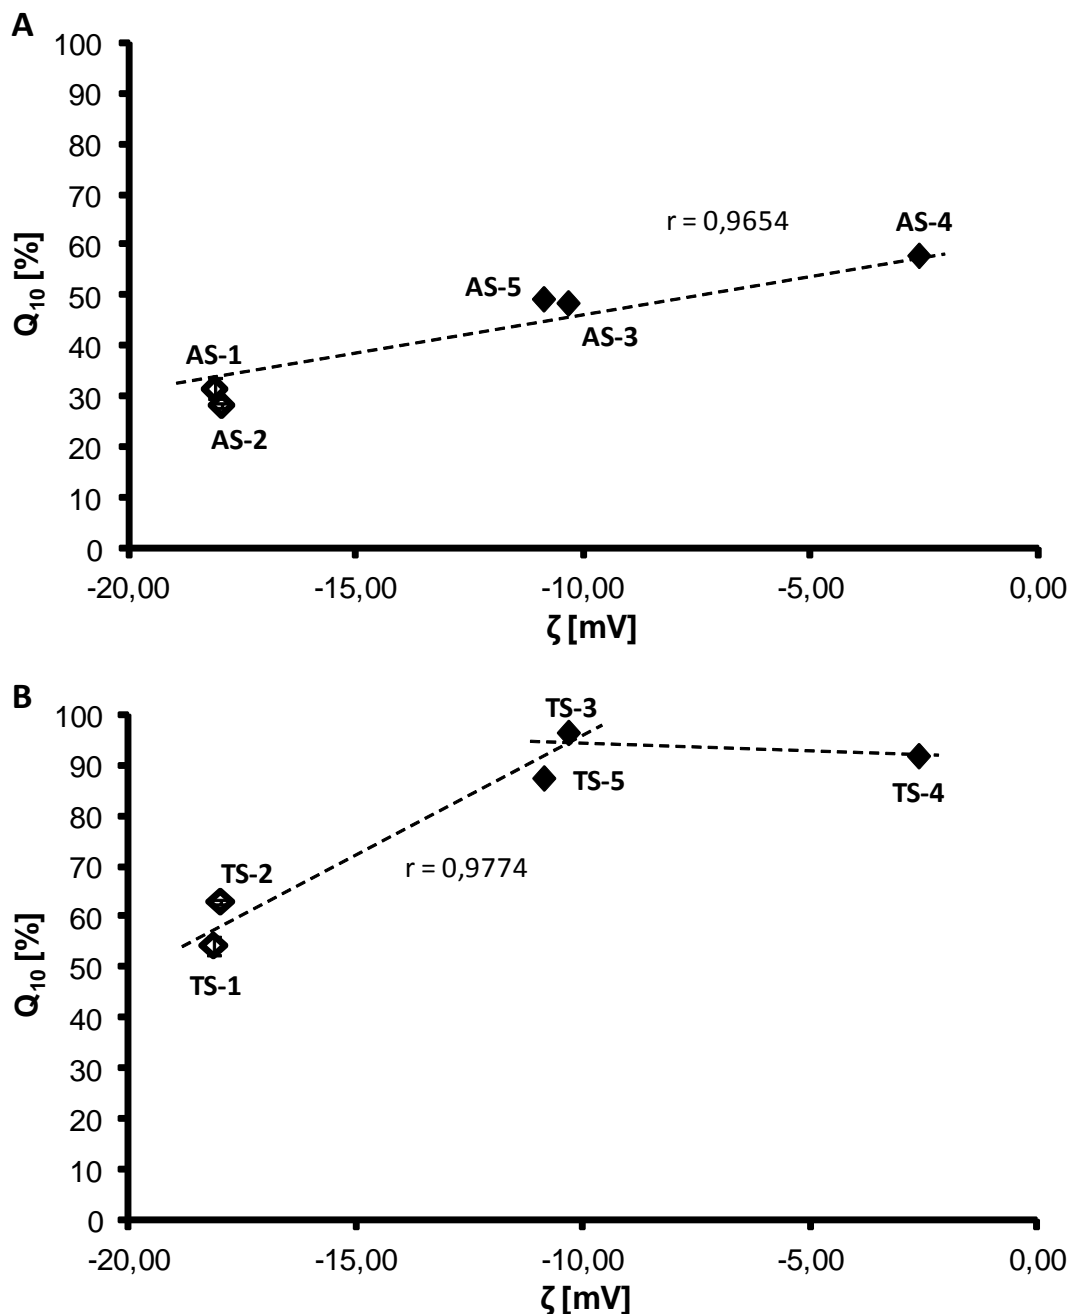 A
100
90
80
70
60
50
40
30
20
10
0
Q10 [%]
r = 0,9654
AS-4
AS-5
AS-3
AS-1
AS-2
-20,00 -15,00 -10,00 -5,00 0,00
ζ [mV]
B
100
90
80
70
60
50
40
30
20
10
0
Q10 [%]
TS-3
TS-5
TS-4
r = 0,9774
TS-2
TS-1
-20,00 -15,00 -10,00 -5,00 0,00
ζ [mV]